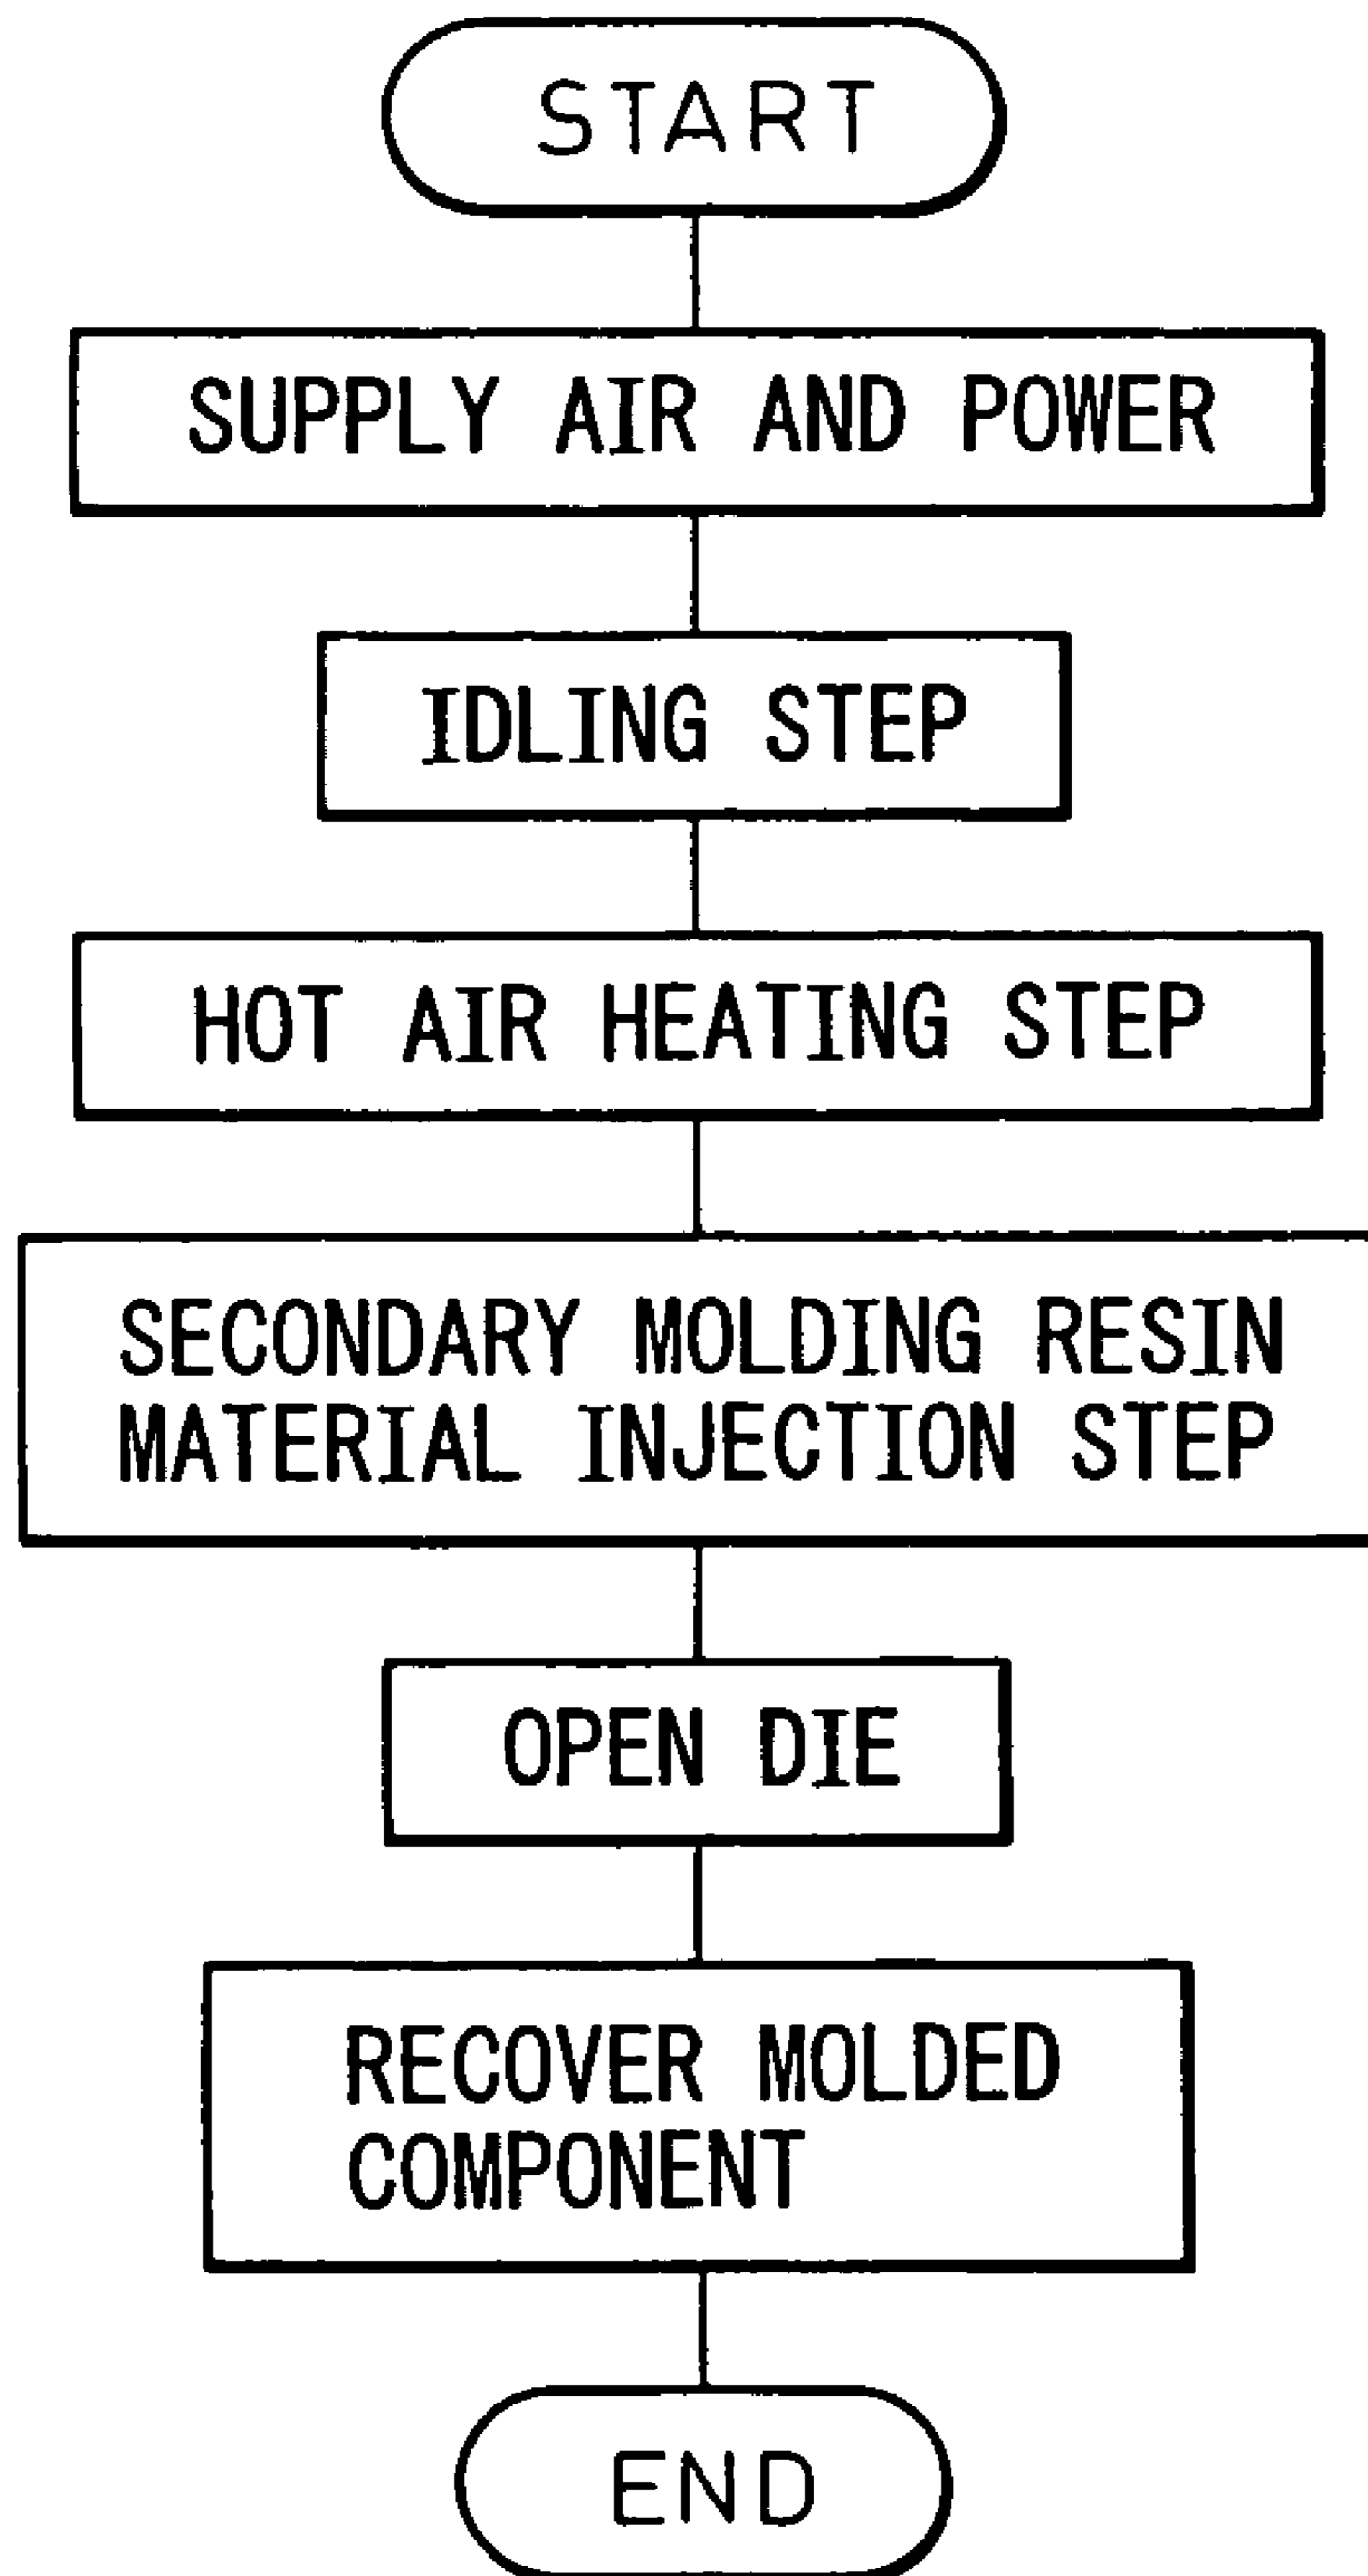 START
SUPPLY AIR AND POWER
IDLING STEP
HOT AIR HEATING STEP
SECONDARY MOLDING RESIN
MATERIAL INJECTION STEP
OPEN DIE
RECOVER MOLDED
COMPONENT
END